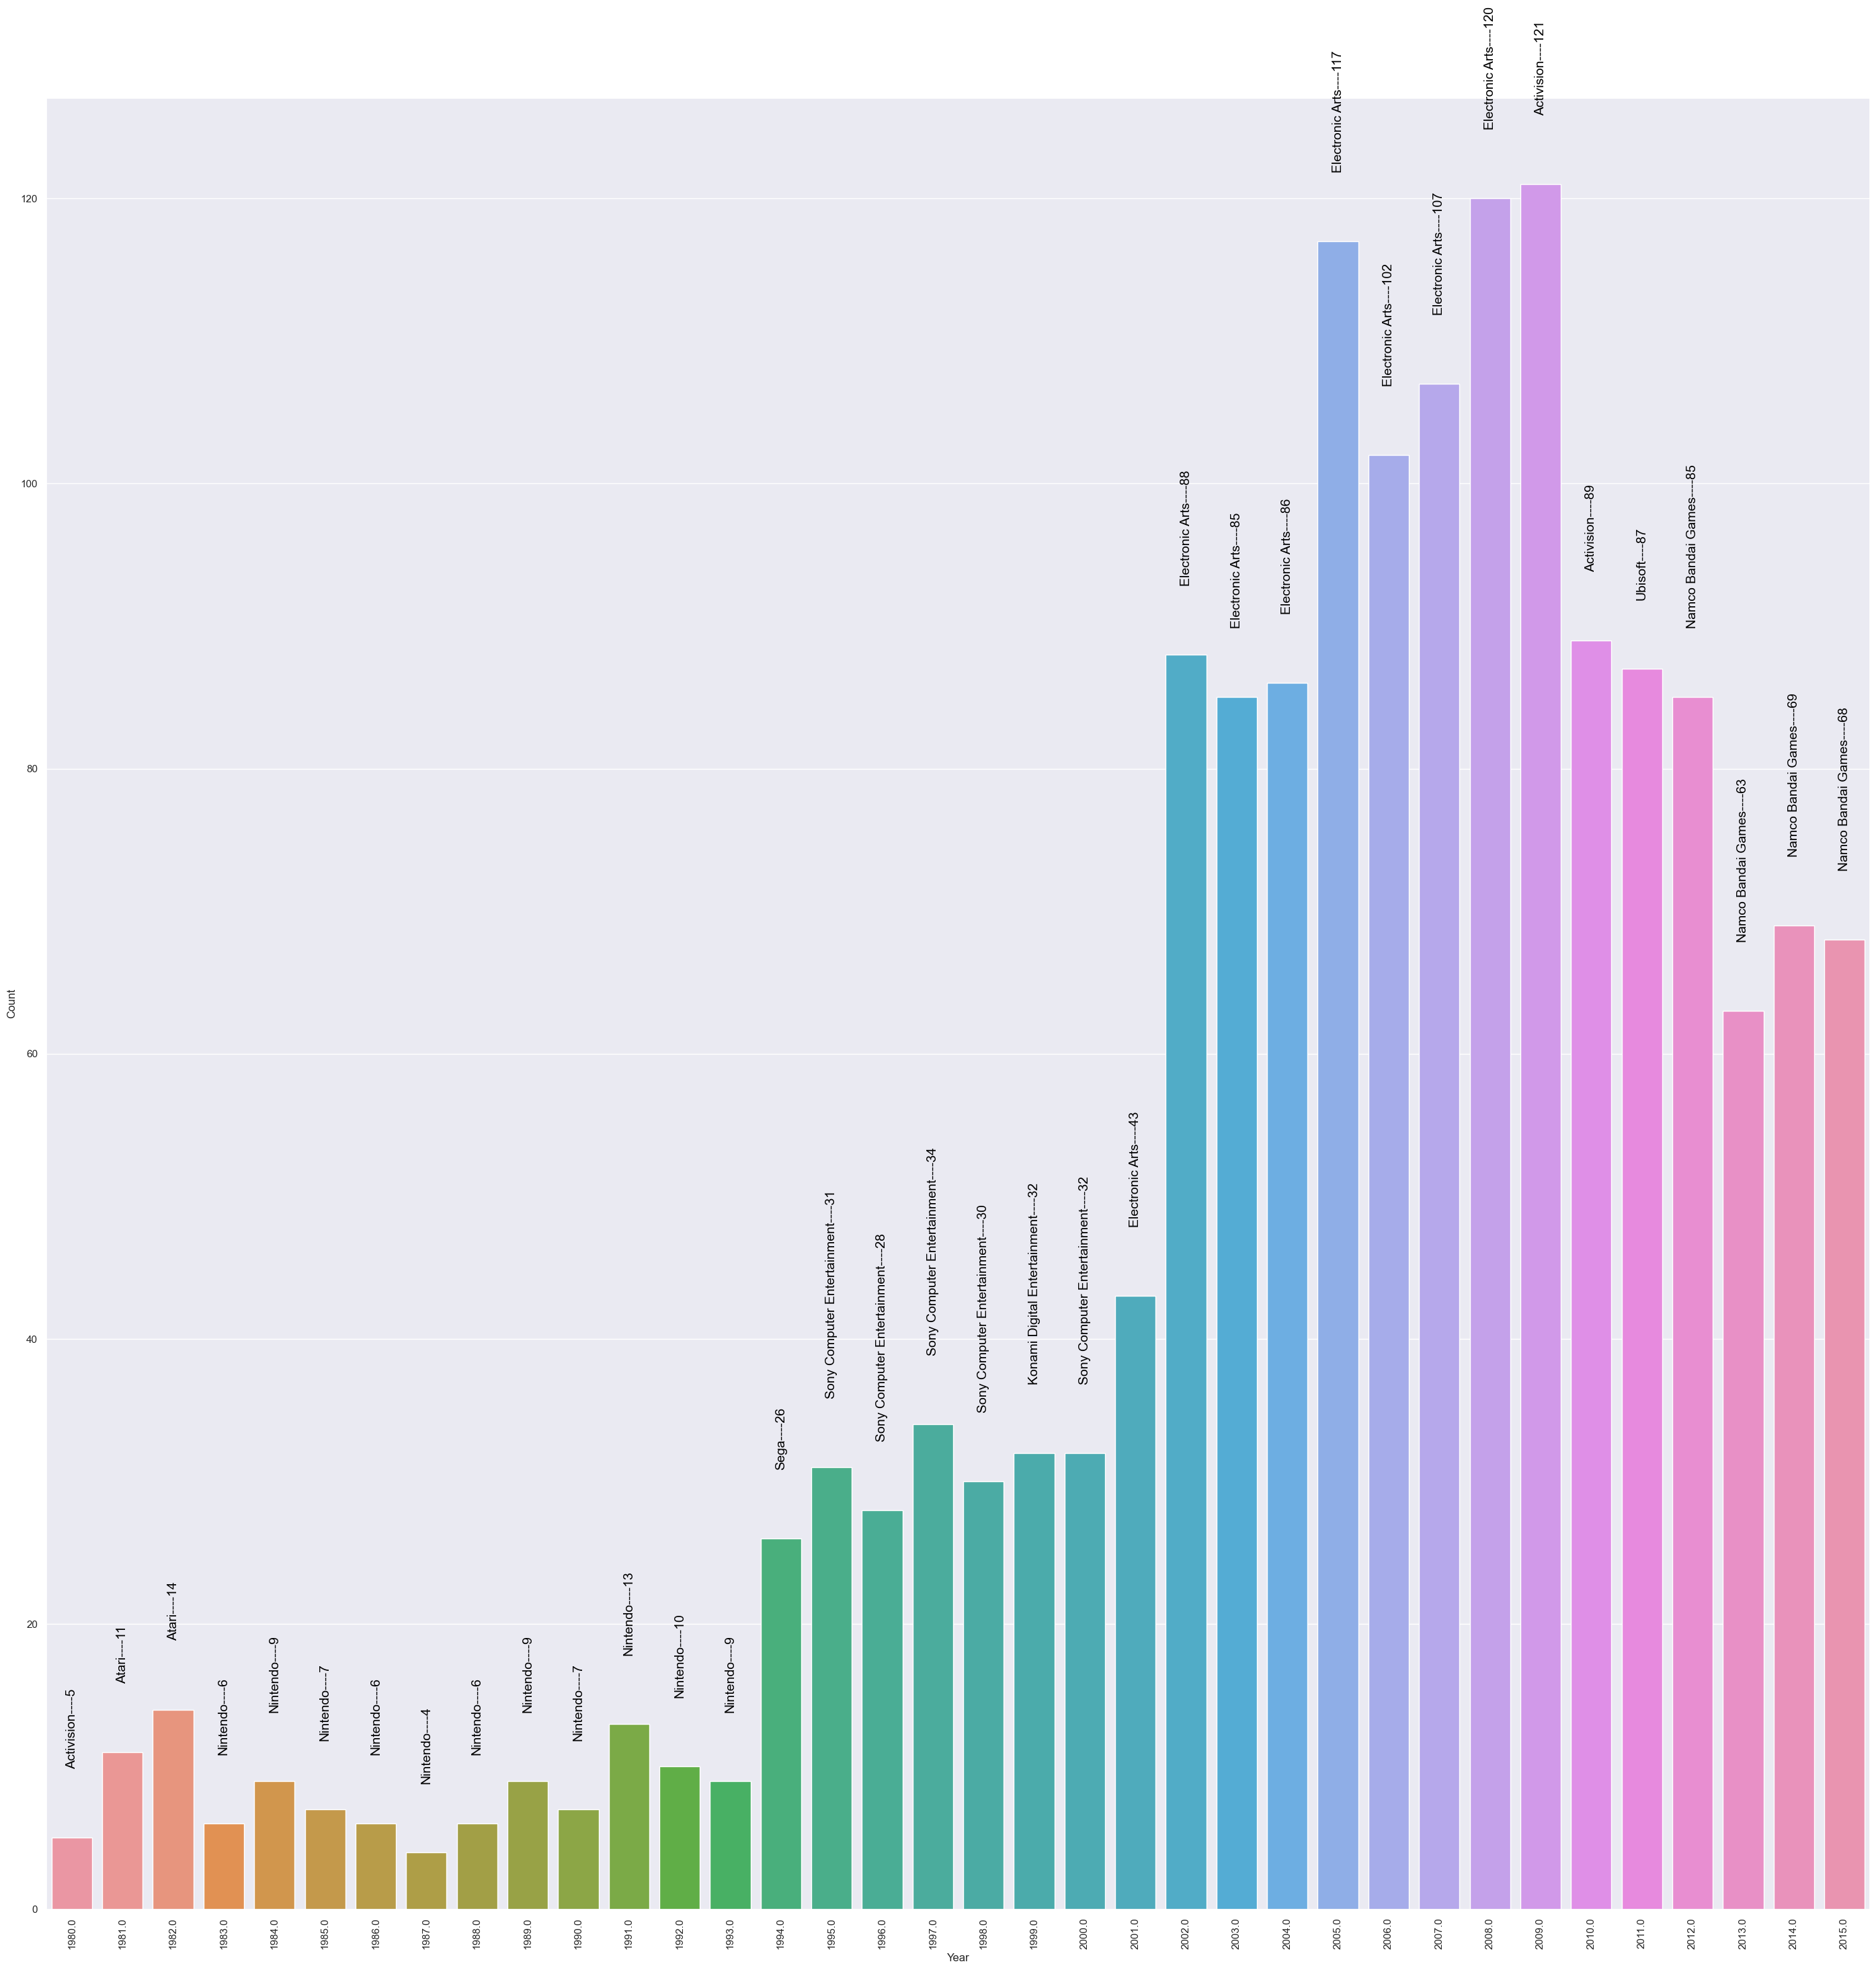 Electronic Arts----120
Activision----121
Electronic Arts----117
Electronic Arts----107
Electronic Arts----102
Electronic Arts----88
Electronic Arts----85
Electronic Arts----86
Activision----89
Ubisoft----87
Namco Bandai Games----85
Namco Bandai Games----63
Namco Bandai Games----69
Namco Bandai Games----68
Electronic Arts----43
Sony Computer Entertainment----31
Sony Computer Entertainment----28
Sony Computer Entertainment----34
Sony Computer Entertainment----30
Konami Digital Entertainment----32
Sony Computer Entertainment----32
Sega----26
Activision----5
Atari----11
Atari----14
Nintendo----6
Nintendo----9
Nintendo----7
Nintendo----6
Nintendo----4
Nintendo----6
Nintendo----9
Nintendo----7
Nintendo----13
Nintendo----10
Nintendo----9
120
100
80
60
40
20
0
Count
1980.0
1981.0
1982.0
1983.0
1984.0
1985.0
1986.0
1987.0
1988.0
1989.0
1990.0
1991.0
1992.0
1993.0
1994.0
1995.0
1996.0
1997.0
1998.0
1999.0
2000.0
2001.0
2002.0
2003.0
2004.0
2005.0
2006.0
2007.0
2008.0
2009.0
2010.0
2011.0
2012.0
2013.0
2014.0
2015.0
Year